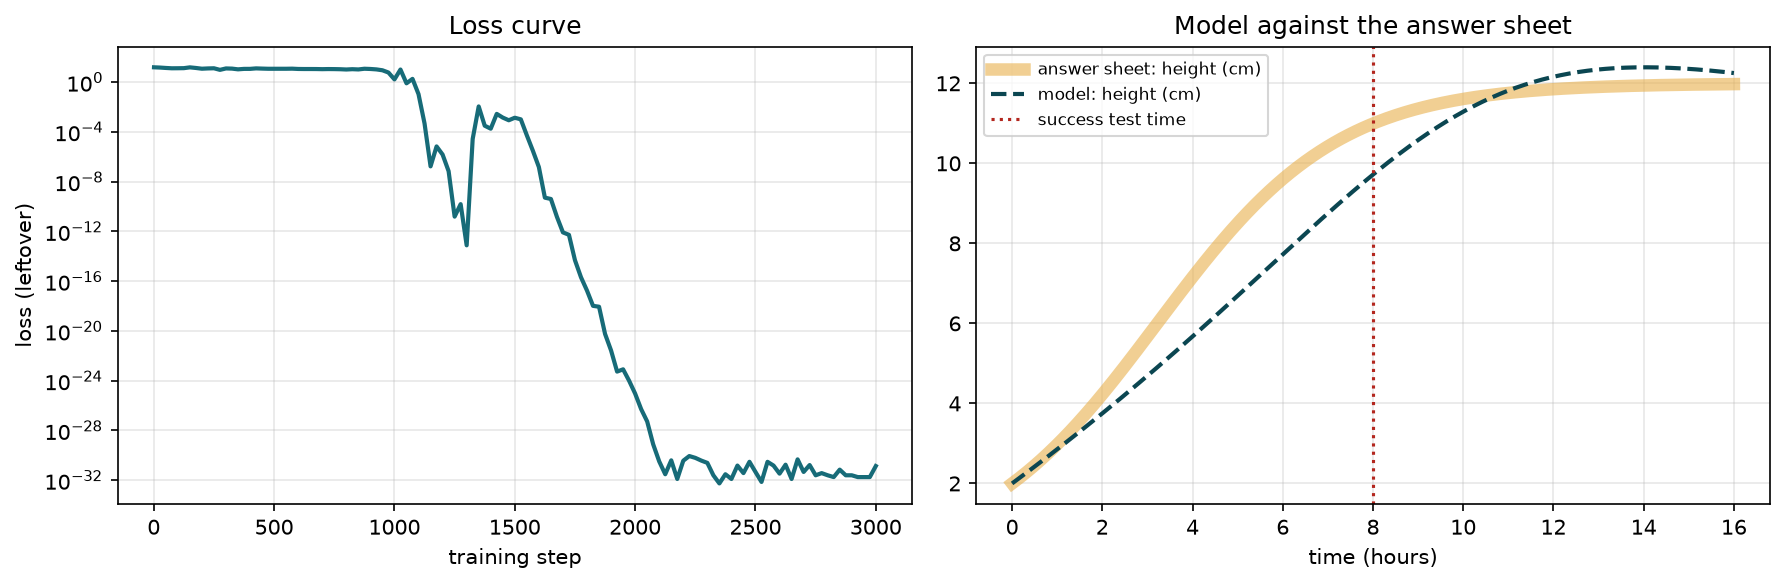 Loss curve
loss (leftover)
10^0
10^-4
10^-8
10^-12
10^-16
10^-20
10^-24
10^-28
10^-32
0 500 1000 1500 2000 2500 3000
training step
Model against the answer sheet
answer sheet: height (cm)
model: height (cm)
success test time
12
10
8
6
4
2
0 2 4 6 8 10 12 14 16
time (hours)